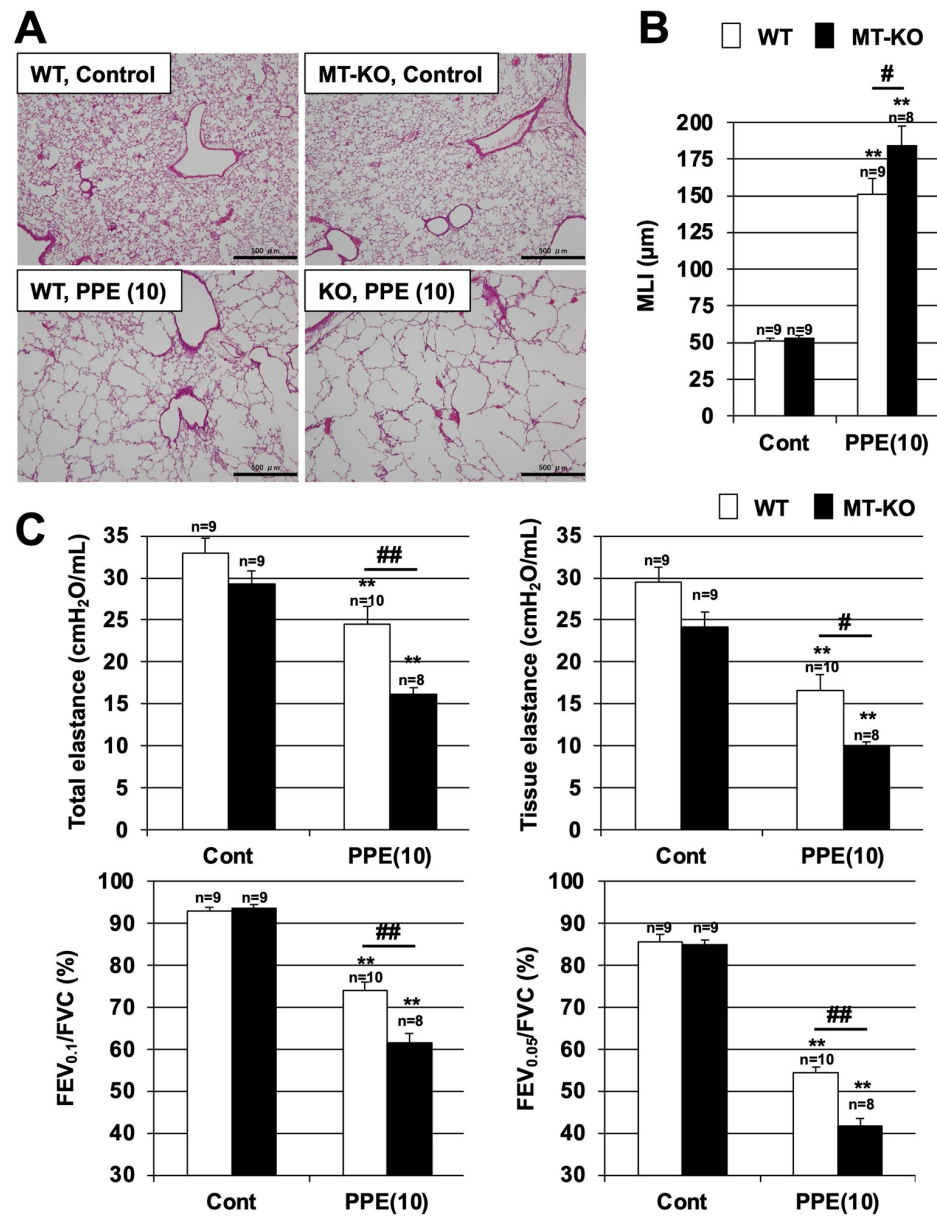 A
WT, Control
500 μm
MT-KO, Control
500 μm
WT, PPE (10)
500 μm
KO, PPE (10)
500 μm
B
WT MT-KO
#
**
n=8
**
n=9
n=9 n=9
200
175
150
125
100
75
50
25
0
MLI (μm)
Cont PPE(10)
C
WT MT-KO
Total elastance (cmH₂O/mL)
35
30
25
20
15
10
5
0
n=9
n=9
##
**
n=10
**
n=8
Cont PPE(10)
Tissue elastance (cmH₂O/mL)
35
30
25
20
15
10
5
0
n=9
n=9
#
**
n=10
**
n=8
Cont PPE(10)
FEV₀.₁/FVC (%)
100
90
80
70
60
50
40
30
n=9 n=9
##
**
n=10
**
n=8
Cont PPE(10)
FEV₀.₀₅/FVC (%)
100
90
80
70
60
50
40
30
n=9 n=9
##
**
n=10
**
n=8
Cont PPE(10)